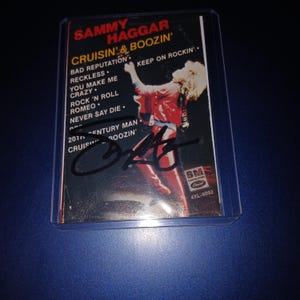 SAMMY
HAGGAR
CRUISIN' & BOOZIN'
BAD REPUTATION • KEEP ON ROCKIN' •
RECKLESS •
YOU MAKE ME
CRAZY •
ROCK 'N ROLL
ROMEO •
NEVER SAY DIE •
20TH CENTURY MAN •
CRUISIN' & BOOZIN'